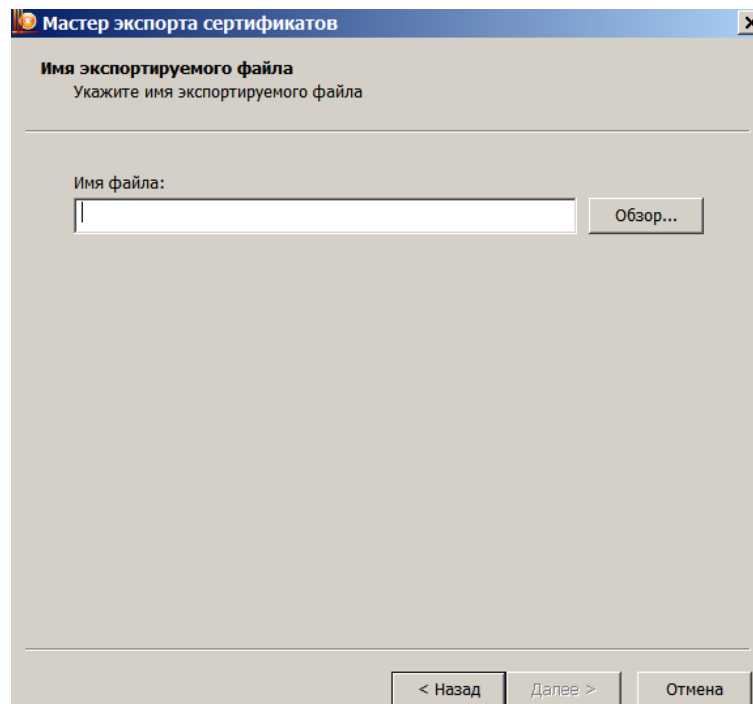 Мастер экспорта сертификатов
Имя экспортируемого файла
Укажите имя экспортируемого файла
Имя файла:
Обзор...
< Назад
Далее >
Отмена